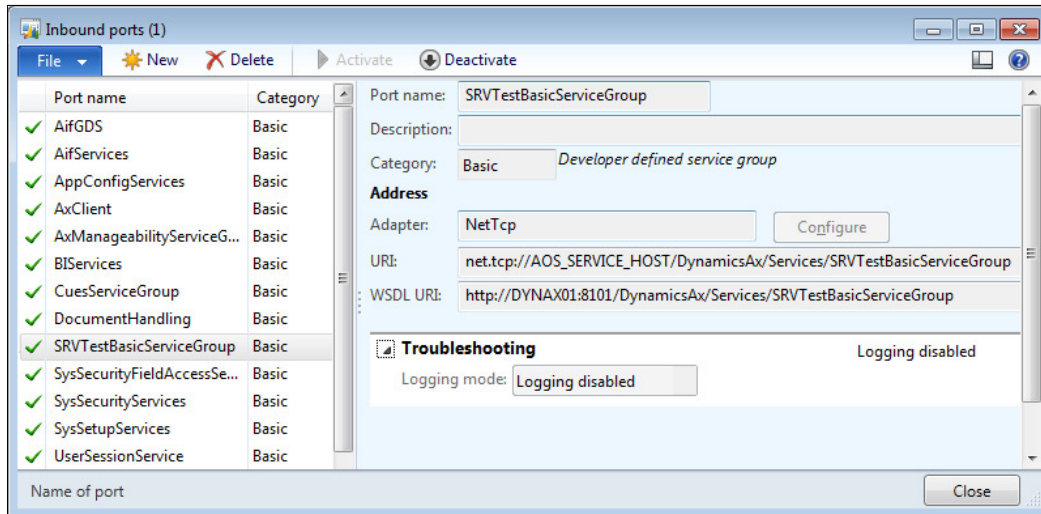 Inbound ports (1)
File New Delete Activate Deactivate
Port name Category
AifGDS Basic
AifServices Basic
AppConfigServices Basic
AxClient Basic
AxManageabilityServiceG... Basic
BIServices Basic
CuesServiceGroup Basic
DocumentHandling Basic
SRVTestBasicServiceGroup Basic
SysSecurityFieldAccessSe... Basic
SysSecurityServices Basic
SysSetupServices Basic
UserSessionService Basic
Port name: SRVTestBasicServiceGroup
Description:
Category: Basic Developer defined service group
Address
Adapter: NetTcp Configure
URI: net.tcp://AOS_SERVICE_HOST/DynamicsAx/Services/SRVTestBasicServiceGroup
WSDL URI: http://DYNAX01:8101/DynamicsAx/Services/SRVTestBasicServiceGroup
Troubleshooting Logging disabled
Logging mode: Logging disabled
Name of port Close